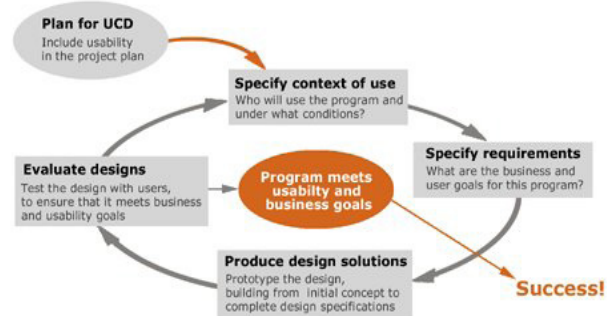 Plan for UCD
Include usability
in the project plan
Specify context of use
Who will use the program and
under what conditions?
Specify requirements
What are the business and
user goals for this program?
Evaluate designs
Test the design with users,
to ensure that it meets business
and usability goals
Program meets
usabilty and
business goals
Produce design solutions
Prototype the design,
building from initial concept to
complete design specifications
Success!